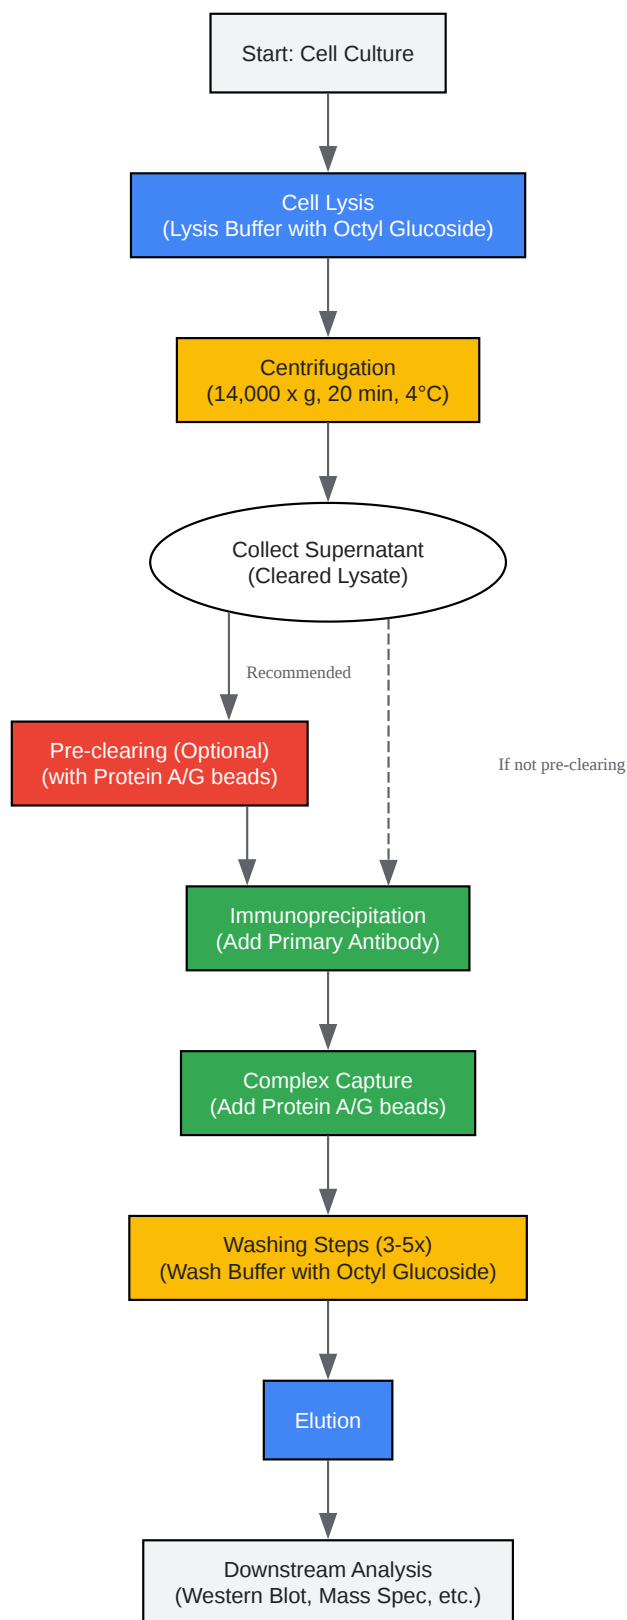 Start: Cell Culture
Cell Lysis
(Lysis Buffer with Octyl Glucoside)
Centrifugation
(14,000 x g, 20 min, 4°C)
Collect Supernatant
(Cleared Lysate)
Recommended
Pre-clearing (Optional)
(with Protein A/G beads)
If not pre-clearing
Immunoprecipitation
(Add Primary Antibody)
Complex Capture
(Add Protein A/G beads)
Washing Steps (3-5x)
(Wash Buffer with Octyl Glucoside)
Elution
Downstream Analysis
(Western Blot, Mass Spec, etc.)